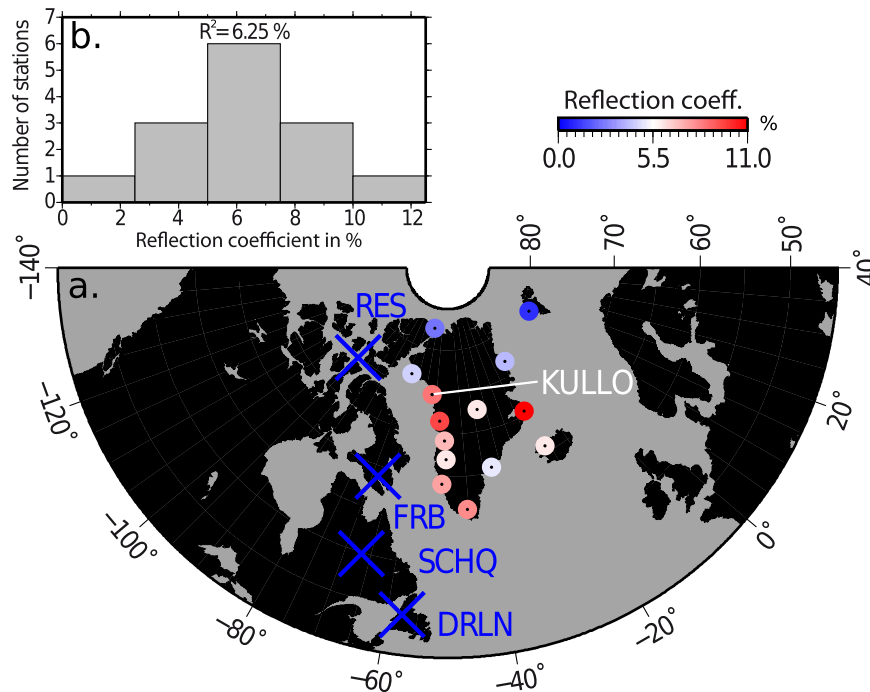 b.
R²= 6.25 %
Number of stations
7
6
5
4
3
2
1
0
0 2 4 6 8 10 12
Reflection coefficient in %
Reflection coeff.
%
0.0 5.5 11.0
80° 70° 60° 50° 40°
−140°
a.
RES
KULLO
−120°
20°
FRB
−100°
0°
SCHQ
−80°
DRLN
−20°
−60°
−40°